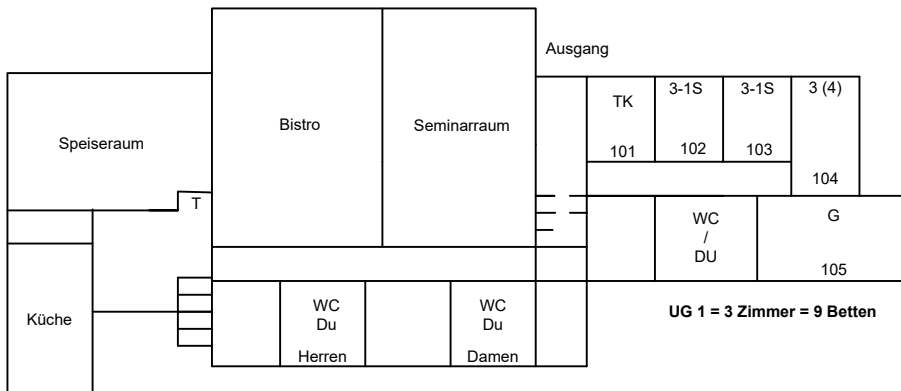 Ausgang
3-1S
3-1S
3 (4)
TK
Bistro
Seminarraum
Speiseraum
101
102
103
104
T
WC
/
DU
G
105
WC
Du
Herren
WC
Du
Damen
Küche
UG 1 = 3 Zimmer = 9 Betten